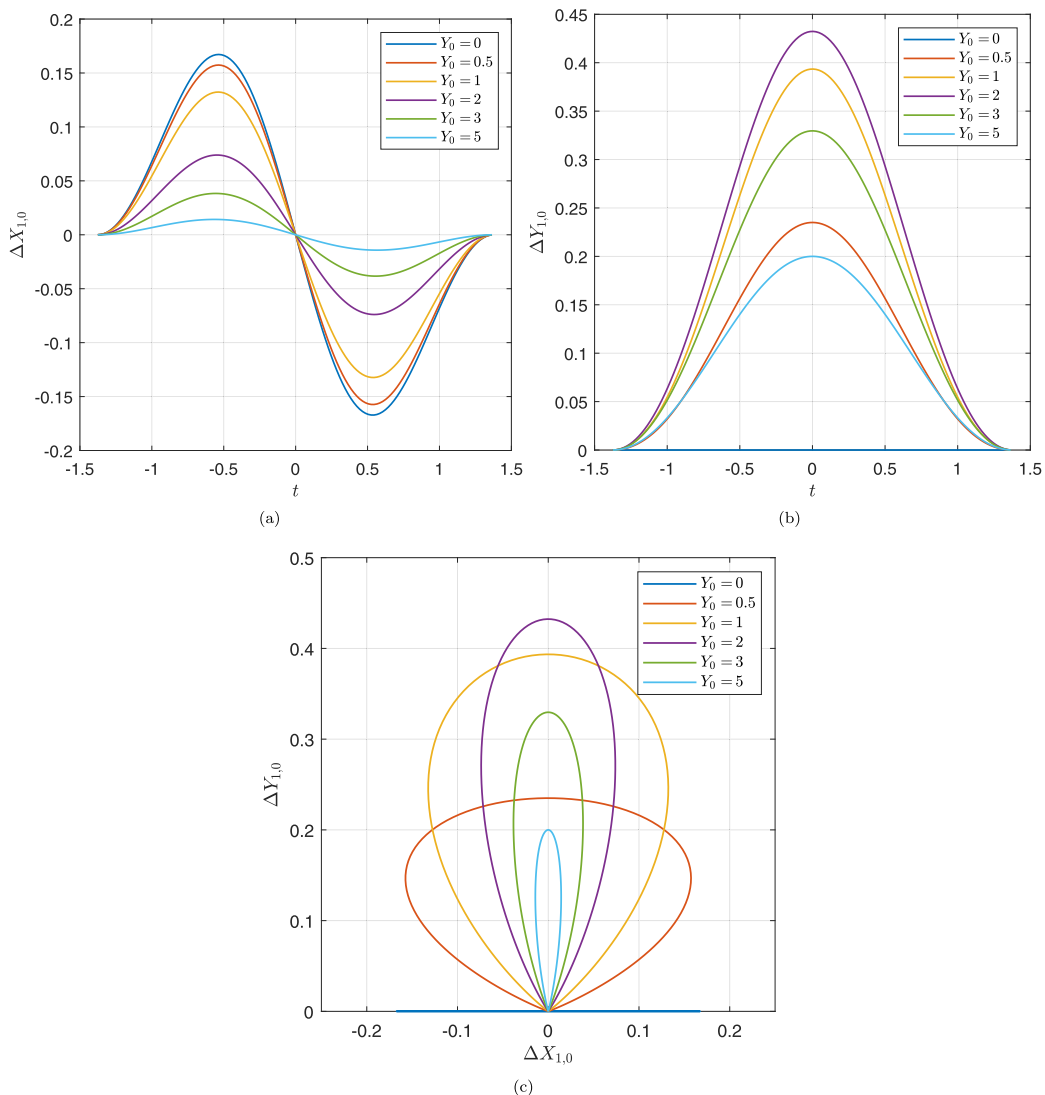 0.2
0.15
0.1
0.05
0
-0.05
-0.1
-0.15
-0.2
-1.5 -1 -0.5 0 0.5 1 1.5
ΔX₁,₀
t
Y₀ = 0
Y₀ = 0.5
Y₀ = 1
Y₀ = 2
Y₀ = 3
Y₀ = 5
(a)
0.45
0.4
0.35
0.3
0.25
0.2
0.15
0.1
0.05
0
-1.5 -1 -0.5 0 0.5 1 1.5
ΔY₁,₀
t
Y₀ = 0
Y₀ = 0.5
Y₀ = 1
Y₀ = 2
Y₀ = 3
Y₀ = 5
(b)
0.5
0.4
0.3
0.2
0.1
0
-0.2 -0.1 0 0.1 0.2
ΔY₁,₀
ΔX₁,₀
Y₀ = 0
Y₀ = 0.5
Y₀ = 1
Y₀ = 2
Y₀ = 3
Y₀ = 5
(c)